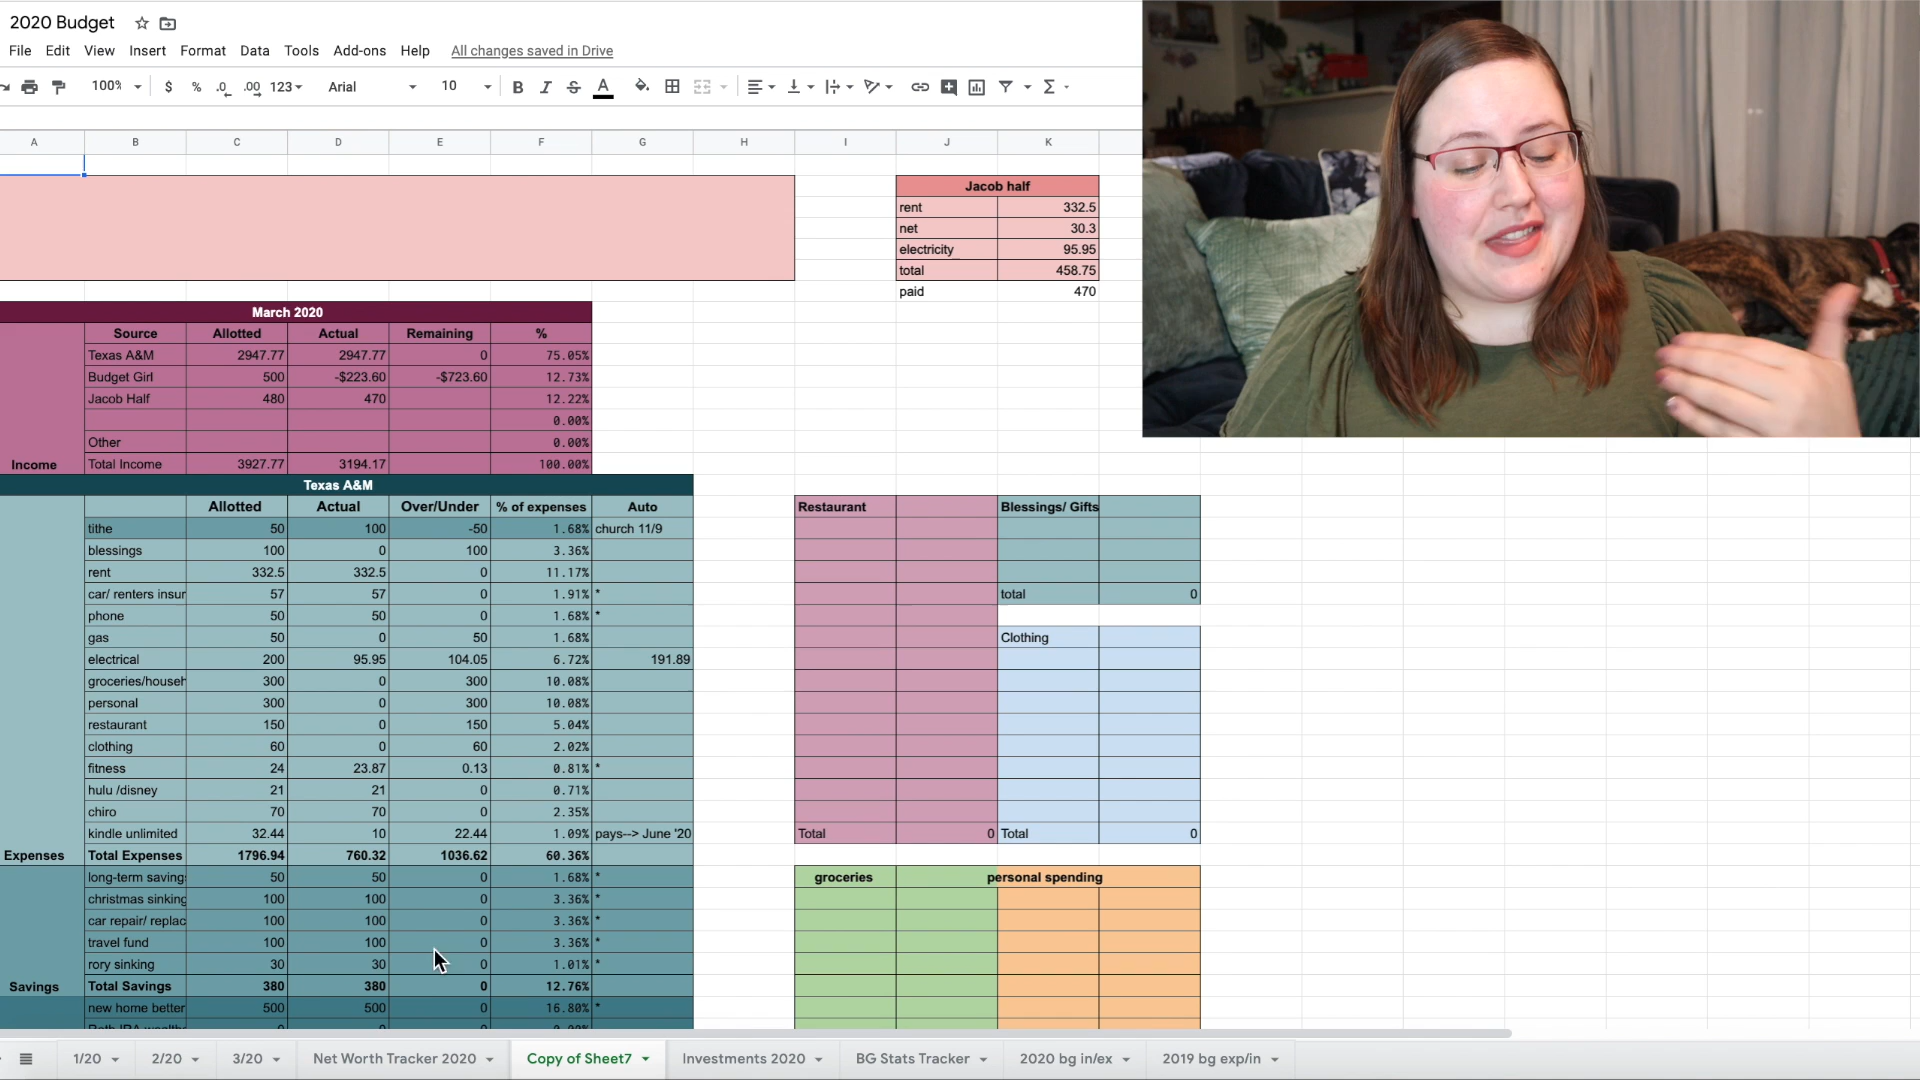 2020 Budget
File Edit View Insert Format Data Tools Add-ons Help All changes saved in Drive
100% $ % .0 .00 123 Arial 10 B I S A
A B C D E F G H I J K
Jacob half
rent 332.5
net 30.3
electricity 95.95
total 458.75
paid 470
March 2020
Source Allotted Actual Remaining %
Texas A&M 2947.77 2947.77 0 75.05%
Budget Girl 500 -$223.60 -$723.60 12.73%
Jacob Half 480 470 12.22%
0.00%
Other 0.00%
Income Total Income 3927.77 3194.17 100.00%
Texas A&M
Allotted Actual Over/Under % of expenses Auto Restaurant Blessings/ Gifts
tithe 50 100 -50 1.68% church 11/9
blessings 100 0 100 3.36%
rent 332.5 332.5 0 11.17%
car/ renters insur 57 57 0 1.91% * total 0
phone 50 50 0 1.68% *
gas 50 0 50 1.68% Clothing
electrical 200 95.95 104.05 6.72% 191.89
groceries/househ 300 0 300 10.08%
personal 300 0 300 10.08%
restaurant 150 0 150 5.04%
clothing 60 0 60 2.02%
fitness 24 23.87 0.13 0.81% *
hulu /disney 21 21 0 0.71%
chiro 70 70 0 2.35%
kindle unlimited 32.44 10 22.44 1.09% pays--> June '20 Total 0 Total 0
Expenses Total Expenses 1796.94 760.32 1036.62 60.36%
long-term savings 50 50 0 1.68% * groceries personal spending
christmas sinking 100 100 0 3.36% *
car repair/ replac 100 100 0 3.36% *
travel fund 100 100 0 3.36% *
rory sinking 30 30 0 1.01% *
Savings Total Savings 380 380 0 12.76%
new home better 500 500 0 16.80% *
1/20 2/20 3/20 Net Worth Tracker 2020 Copy of Sheet7 Investments 2020 BG Stats Tracker 2020 bg in/ex 2019 bg exp/in